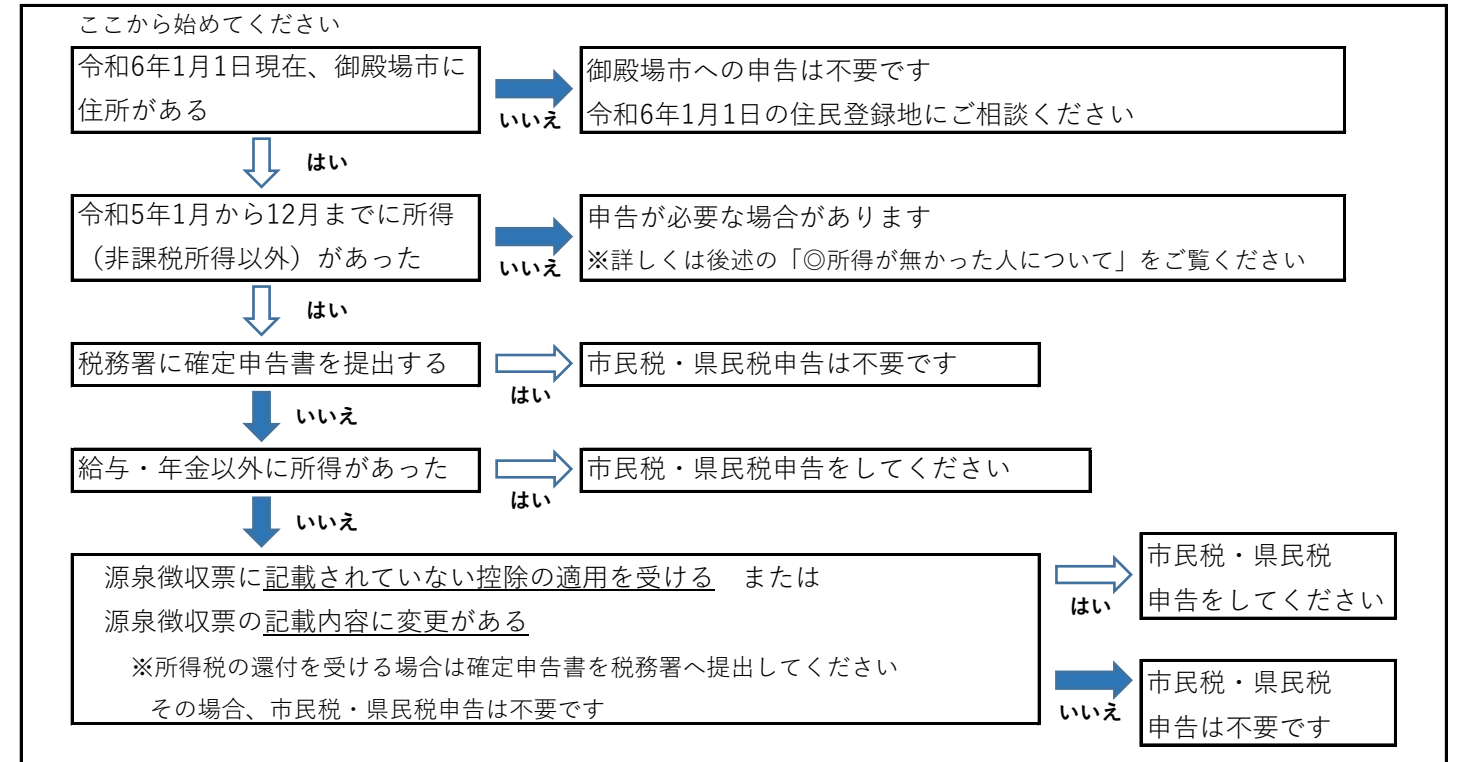 ここから始めてください
令和6年1月1日現在、御殿場市に
住所がある
いいえ
御殿場市への申告は不要です
令和6年1月1日の住民登録地にご相談ください
はい
令和5年1月から12月までに所得
（非課税所得以外）があった
いいえ
申告が必要な場合があります
※詳しくは後述の「◎所得が無かった人について」をご覧ください
はい
税務署に確定申告書を提出する
はい
市民税・県民税申告は不要です
いいえ
給与・年金以外に所得があった
はい
市民税・県民税申告をしてください
いいえ
源泉徴収票に記載されていない控除の適用を受ける　または
源泉徴収票の記載内容に変更がある
※所得税の還付を受ける場合は確定申告書を税務署へ提出してください
その場合、市民税・県民税申告は不要です
はい
市民税・県民税
申告をしてください
いいえ
市民税・県民税
申告は不要です